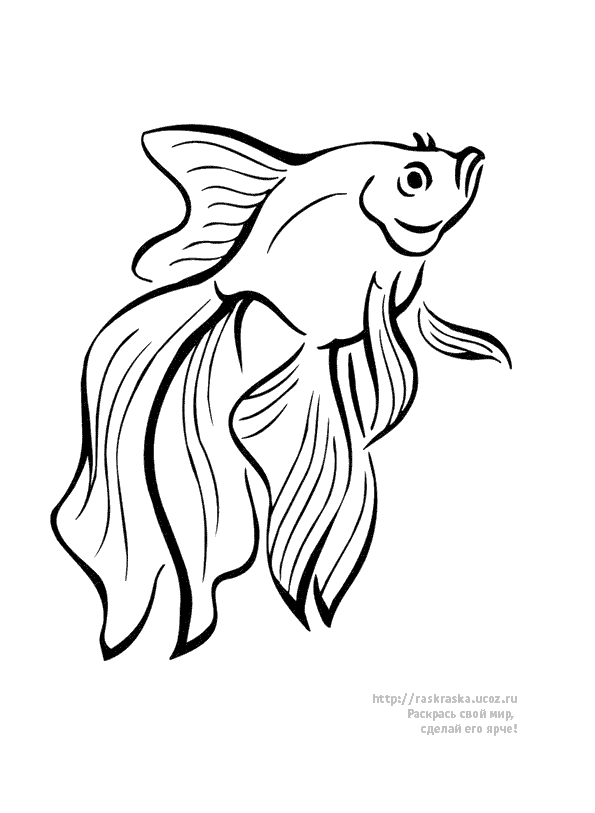 http://raskraska.ucoz.ru
Раскрась свой мир,
сделай его ярче!